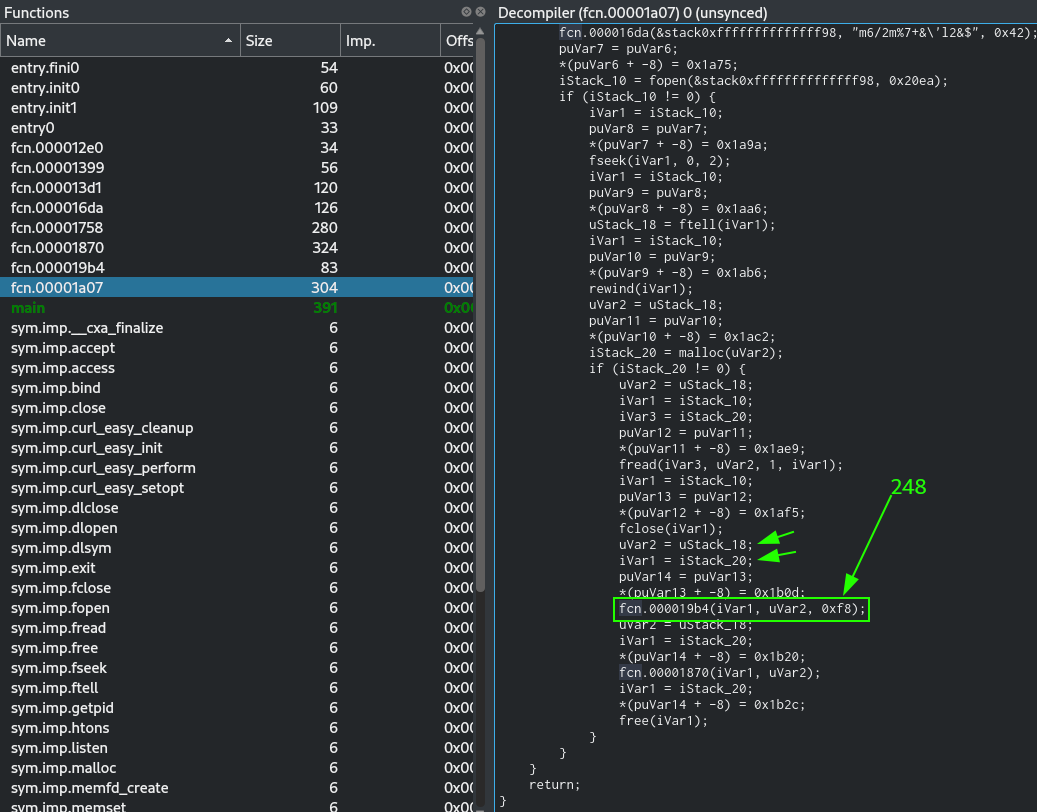 Functions
Name Size Imp. Offs
entry.fini0 54 0x00
entry.init0 60 0x00
entry.init1 109 0x00
entry0 33 0x00
fcn.000012e0 34 0x00
fcn.00001399 56 0x00
fcn.000013d1 120 0x00
fcn.000016da 126 0x00
fcn.00001758 280 0x00
fcn.00001870 324 0x00
fcn.000019b4 83 0x00
fcn.00001a07 304 0x00
main 391 0x00
sym.imp.__cxa_finalize 6 0x00
sym.imp.accept 6 0x00
sym.imp.access 6 0x00
sym.imp.bind 6 0x00
sym.imp.close 6 0x00
sym.imp.curl_easy_cleanup 6 0x00
sym.imp.curl_easy_init 6 0x00
sym.imp.curl_easy_perform 6 0x00
sym.imp.curl_easy_setopt 6 0x00
sym.imp.dlclose 6 0x00
sym.imp.dlopen 6 0x00
sym.imp.dlsym 6 0x00
sym.imp.exit 6 0x00
sym.imp.fclose 6 0x00
sym.imp.fopen 6 0x00
sym.imp.fread 6 0x00
sym.imp.free 6 0x00
sym.imp.fseek 6 0x00
sym.imp.ftell 6 0x00
sym.imp.getpid 6 0x00
sym.imp.htons 6 0x00
sym.imp.listen 6 0x00
sym.imp.malloc 6 0x00
sym.imp.memfd_create 6 0x00
sym.imp.memset 6 0x00
Decompiler (fcn.00001a07) 0 (unsynced)
fcn.000016da(&stack0xffffffffffffff98, "m6/2m%7+&\'l2&$", 0x42);
puVar7 = puVar6;
*(puVar6 + -8) = 0x1a75;
iStack_10 = fopen(&stack0xffffffffffffff98, 0x20ea);
if (iStack_10 != 0) {
iVar1 = iStack_10;
puVar8 = puVar7;
*(puVar7 + -8) = 0x1a9a;
fseek(iVar1, 0, 2);
iVar1 = iStack_10;
puVar9 = puVar8;
*(puVar8 + -8) = 0x1aa6;
uStack_18 = ftell(iVar1);
iVar1 = iStack_10;
puVar10 = puVar9;
*(puVar9 + -8) = 0x1ab6;
rewind(iVar1);
uVar2 = uStack_18;
puVar11 = puVar10;
*(puVar10 + -8) = 0x1ac2;
iStack_20 = malloc(uVar2);
if (iStack_20 != 0) {
uVar2 = uStack_18;
iVar1 = iStack_10;
iVar3 = iStack_20;
puVar12 = puVar11;
*(puVar11 + -8) = 0x1ae9;
fread(iVar3, uVar2, 1, iVar1);
iVar1 = iStack_10;
puVar13 = puVar12;
*(puVar12 + -8) = 0x1af5;
fclose(iVar1);
uVar2 = uStack_18;
iVar1 = iStack_20;
puVar14 = puVar13;
*(puVar13 + -8) = 0x1b0d;
fcn.000019b4(iVar1, uVar2, 0xf8);
uVar2 = uStack_18;
iVar1 = iStack_20;
*(puVar14 + -8) = 0x1b20;
fcn.00001870(iVar1, uVar2);
iVar1 = iStack_20;
*(puVar14 + -8) = 0x1b2c;
free(iVar1);
}
}
}
return;
}
248